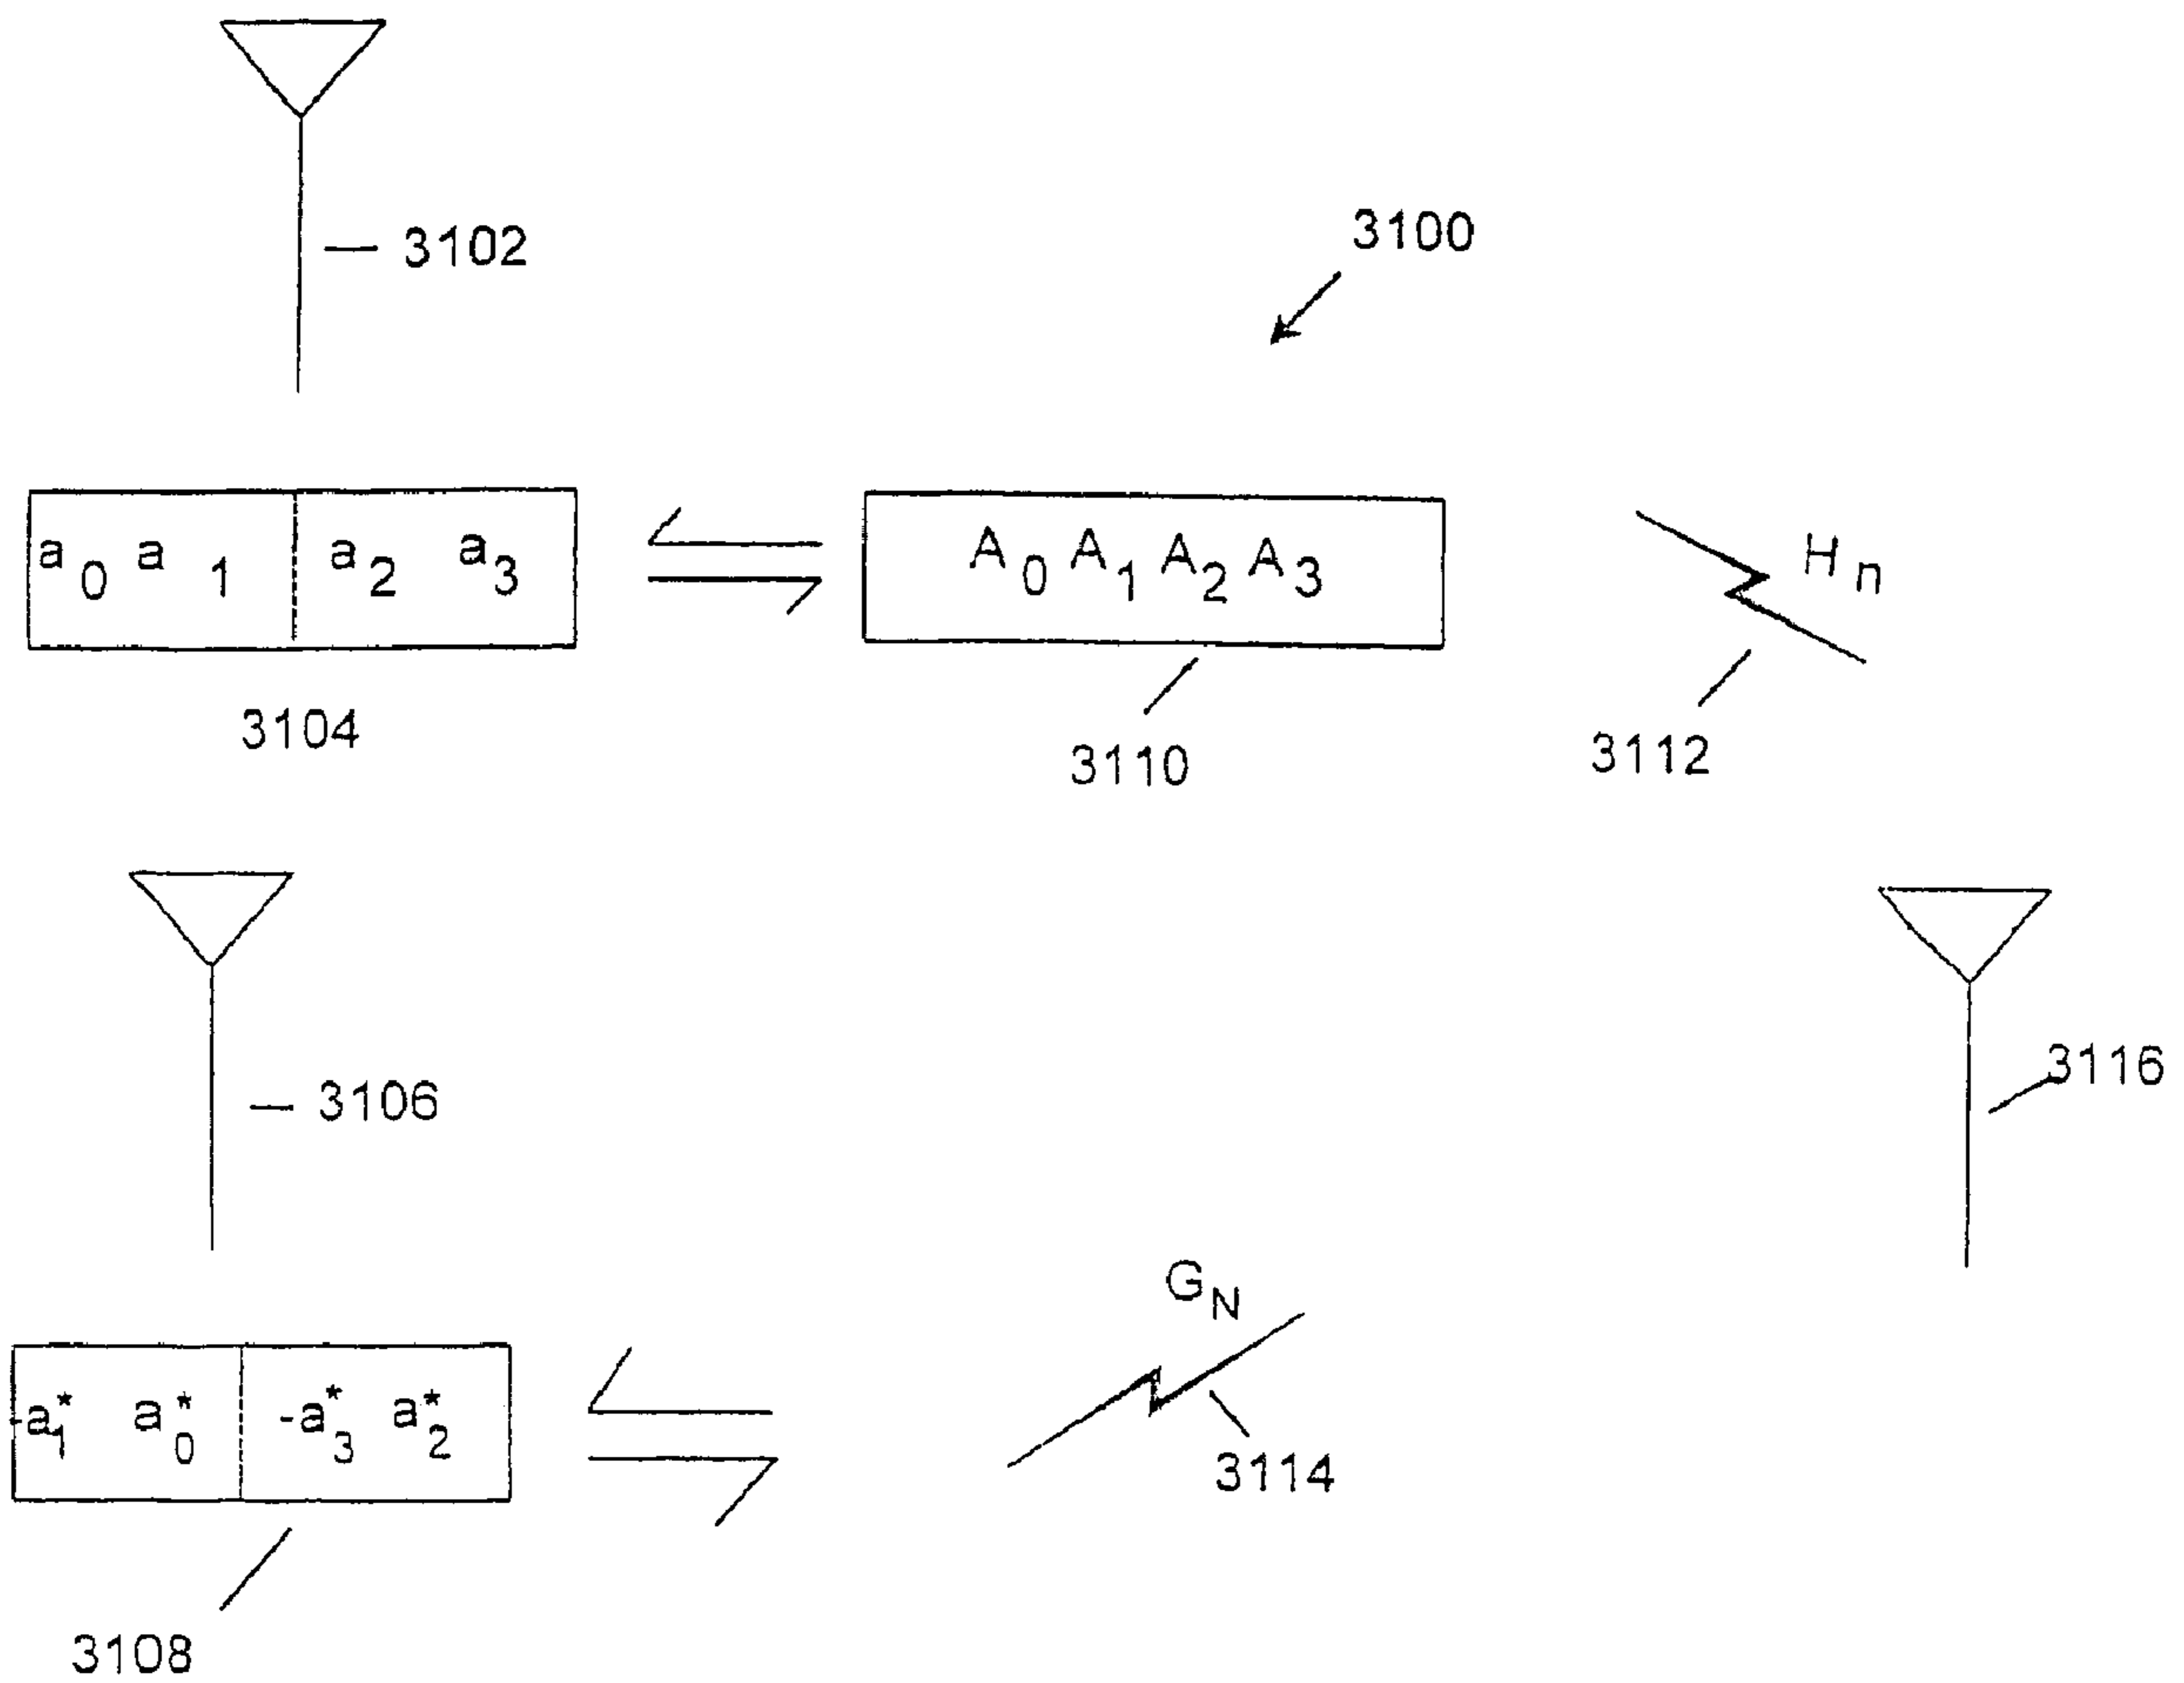 3102
3100
a₀ a₁ a₂ a₃
A₀ A₁ A₂ A₃
Hₙ
3104
3110
3112
3106
3116
G_N
-a₁* a₀* -a₃* a₂*
3114
3108